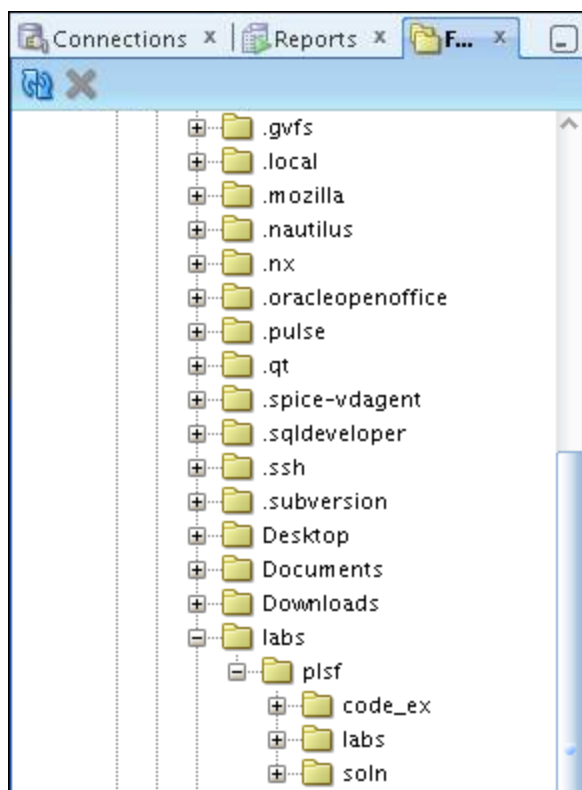 Connections x Reports x F... x
.gvfs
.local
.mozilla
.nautilus
.nx
.oracleopenoffice
.pulse
.qt
.spice-vdagent
.sqldeveloper
.ssh
.subversion
Desktop
Documents
Downloads
labs
plsf
code_ex
labs
soln